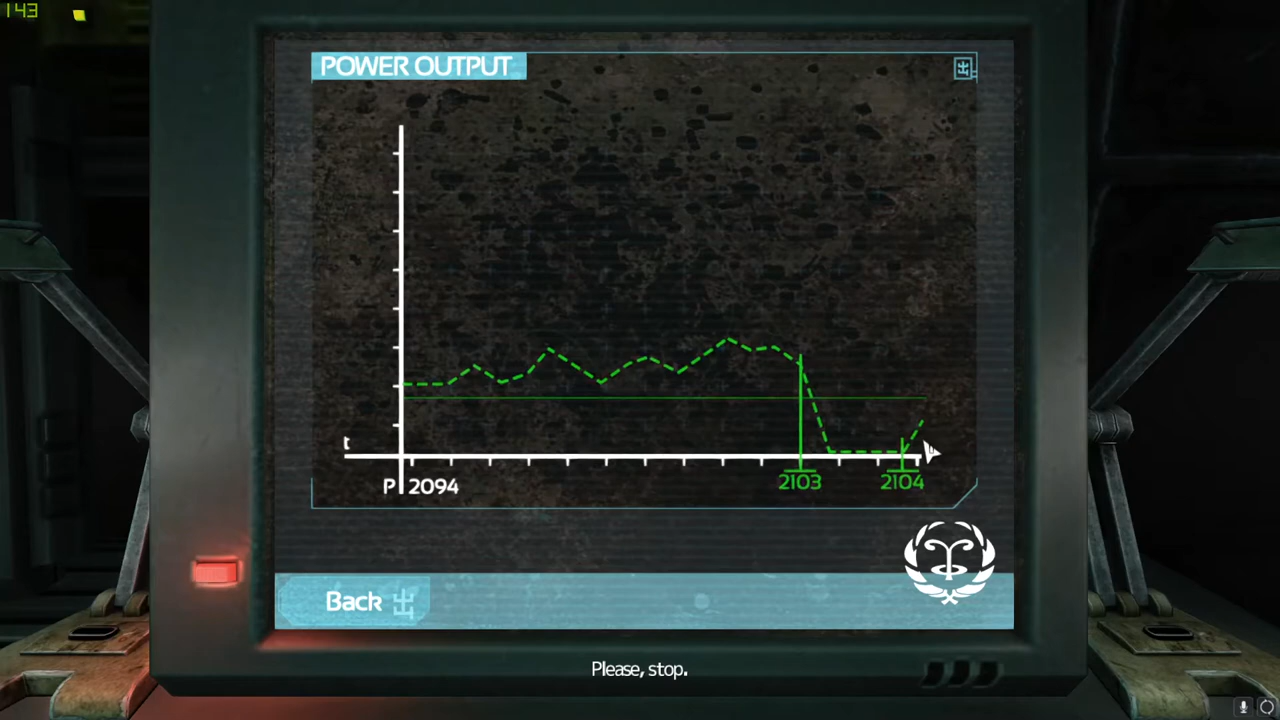 143
POWER OUTPUT
t
P 2094
2103
2104
Back
Please, stop.